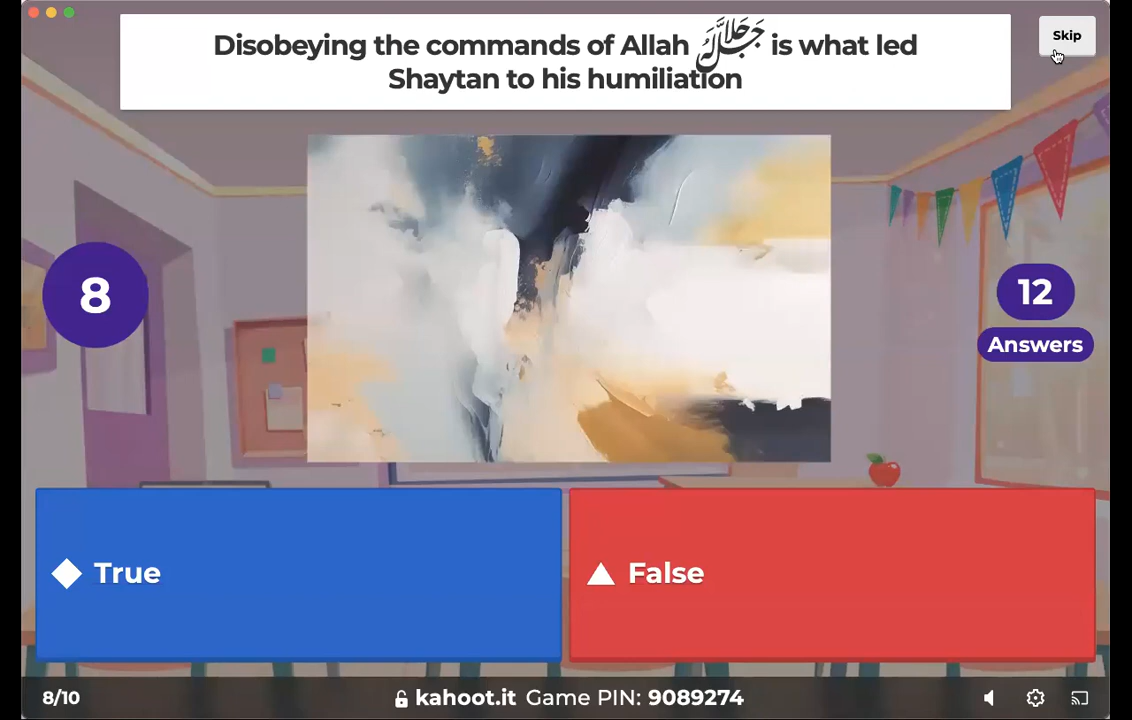 Disobeying the commands of Allah جَلَّ جَلَالُهُ is what led
Shaytan to his humiliation
Skip
8
12
Answers
True
False
8/10
kahoot.it Game PIN: 9089274